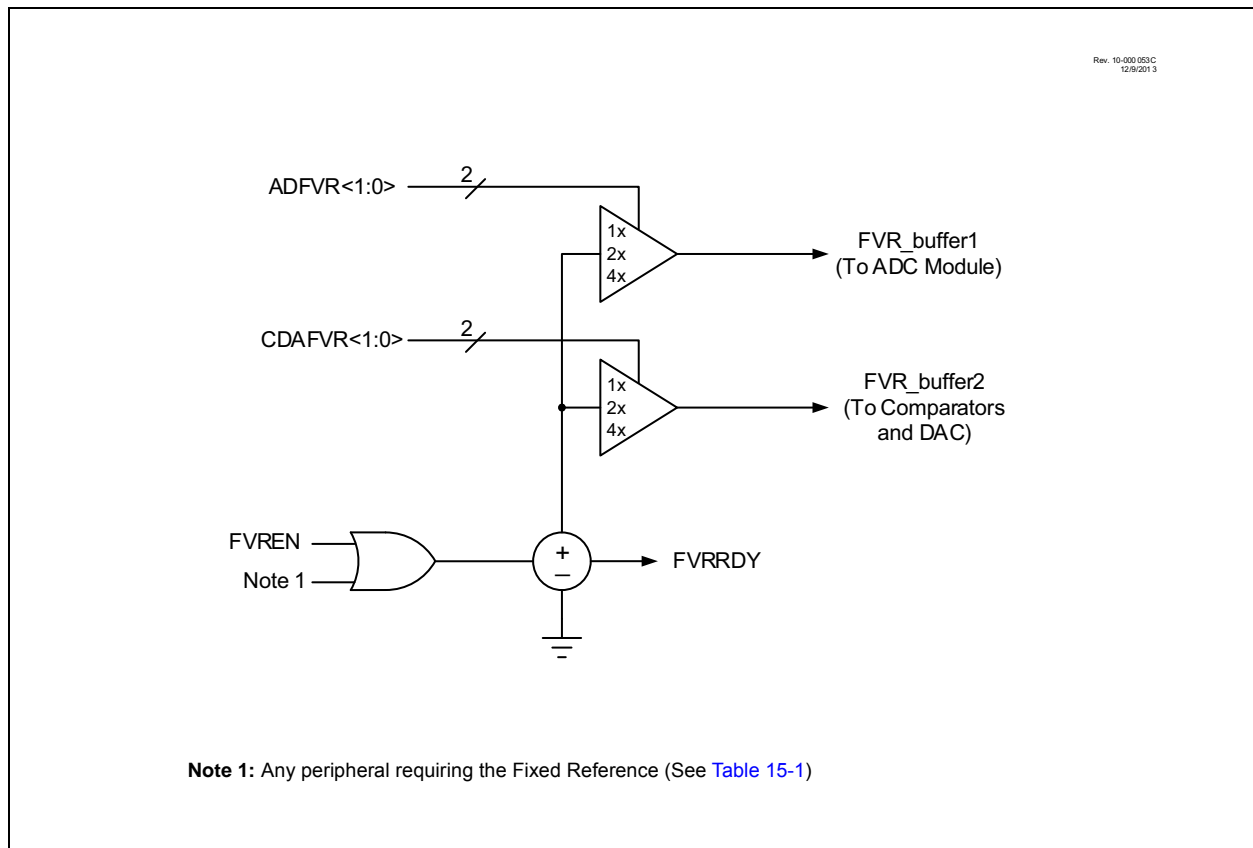 Rev. 10-000 053C
12/9/201 3
ADFVR<1:0>
2
1x
2x
4x
FVR_buffer1
(To ADC Module)
CDAFVR<1:0>
2
1x
2x
4x
FVR_buffer2
(To Comparators
and DAC)
FVREN
Note 1
+
–
FVRRDY
Note 1: Any peripheral requiring the Fixed Reference (See Table 15-1)